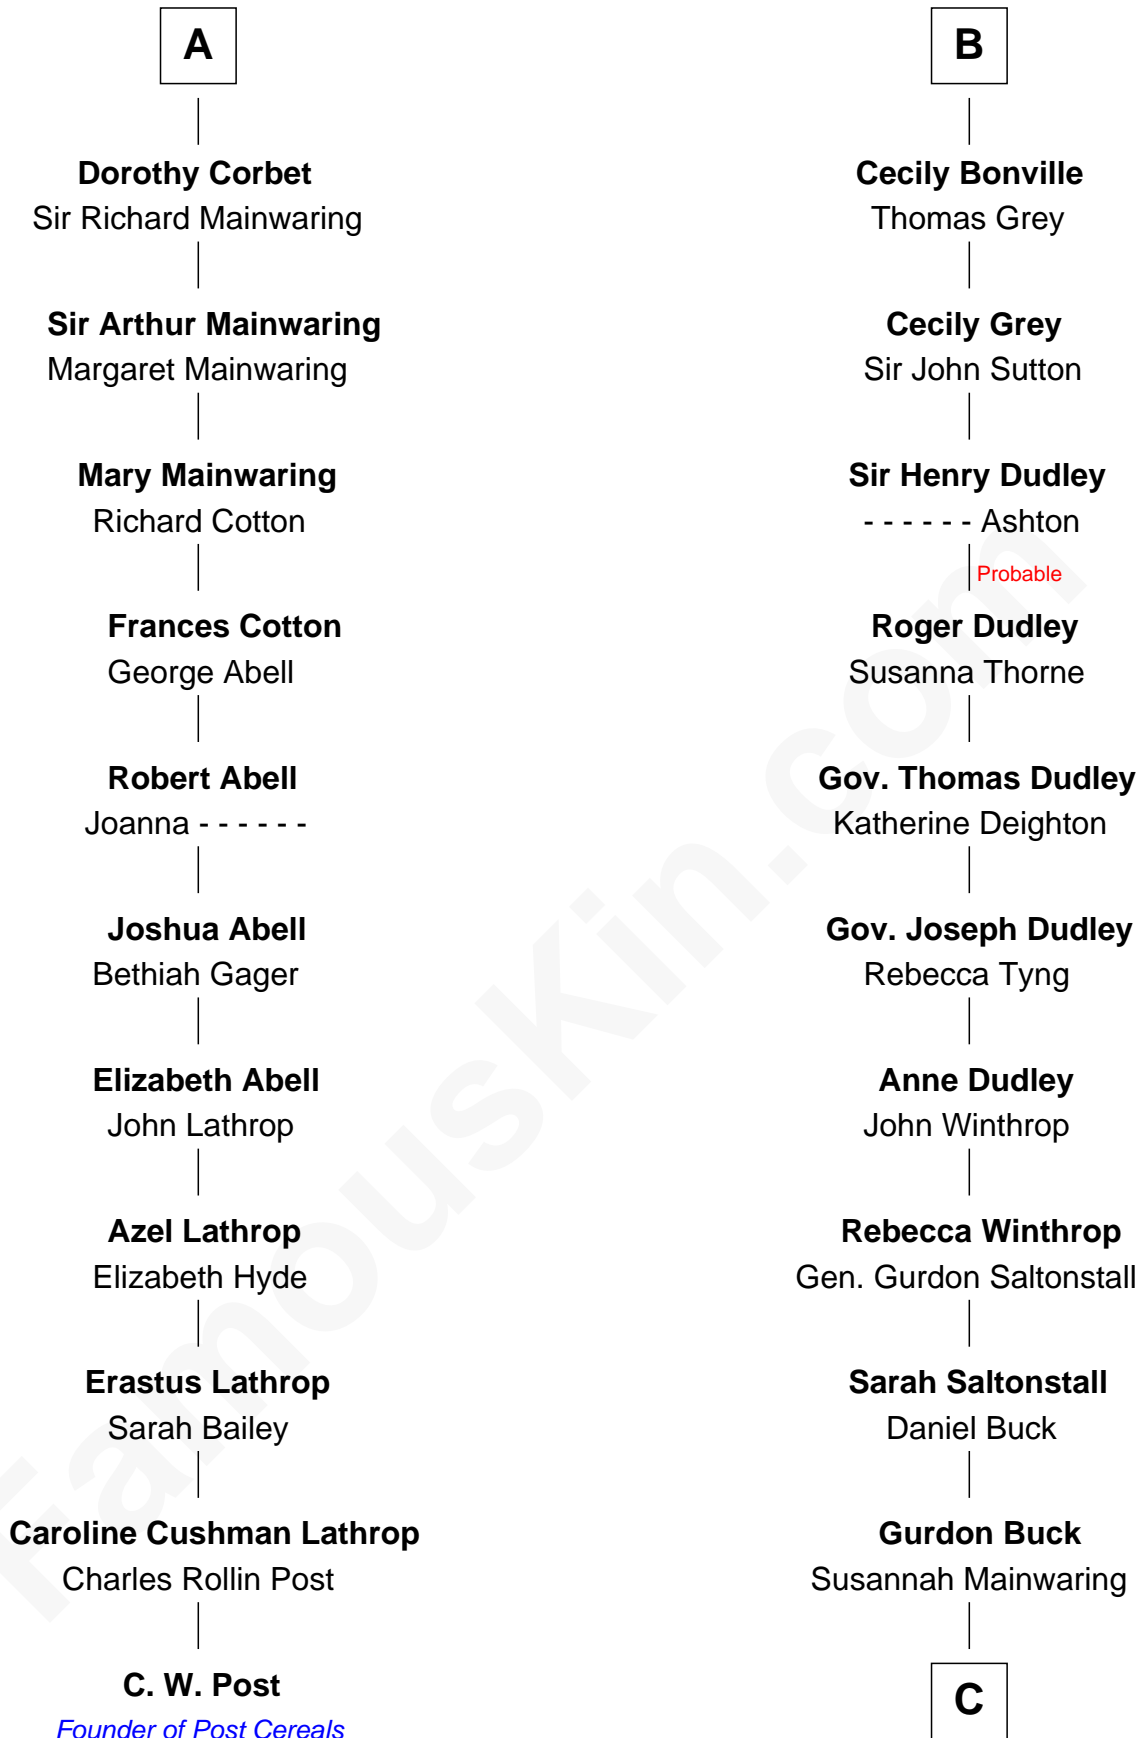 A
Dorothy Corbet
Sir Richard Mainwaring
Sir Arthur Mainwaring
Margaret Mainwaring
Mary Mainwaring
Richard Cotton
Frances Cotton
George Abell
Robert Abell
Joanna - - - - - -
Joshua Abell
Bethiah Gager
Elizabeth Abell
John Lathrop
Azel Lathrop
Elizabeth Hyde
Erastus Lathrop
Sarah Bailey
Caroline Cushman Lathrop
Charles Rollin Post
C. W. Post
Founder of Post Cereals
B
Cecily Bonville
Thomas Grey
Cecily Grey
Sir John Sutton
Sir Henry Dudley
- - - - - - Ashton
Probable
Roger Dudley
Susanna Thorne
Gov. Thomas Dudley
Katherine Deighton
Gov. Joseph Dudley
Rebecca Tyng
Anne Dudley
John Winthrop
Rebecca Winthrop
Gen. Gurdon Saltonstall
Sarah Saltonstall
Daniel Buck
Gurdon Buck
Susannah Mainwaring
C
FamousKin.com